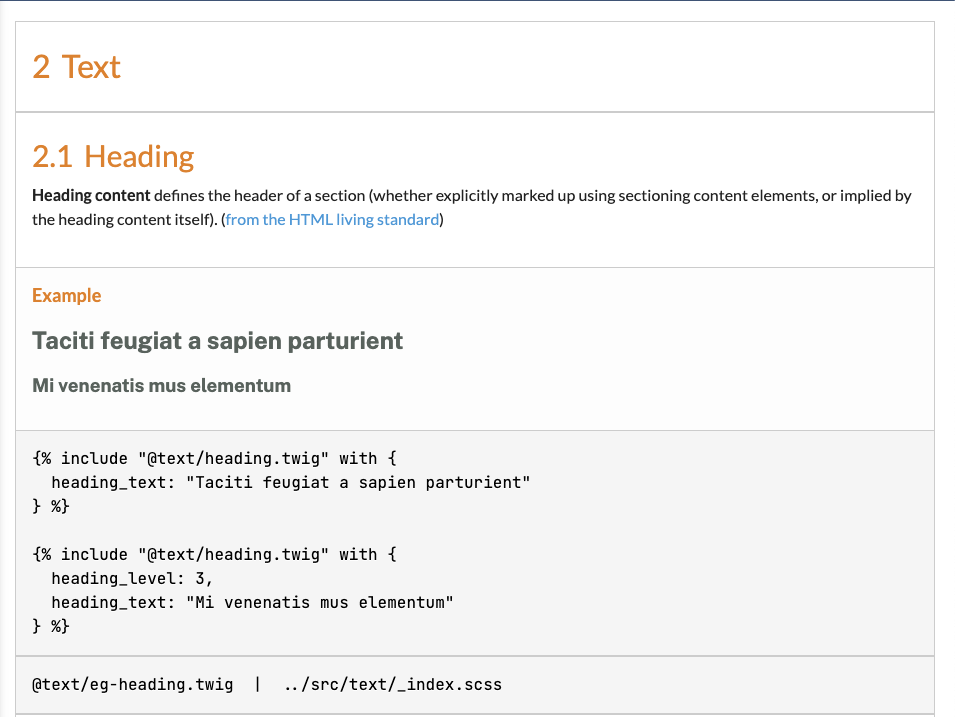 2 Text
2.1 Heading
Heading content defines the header of a section (whether explicitly marked up using sectioning content elements, or implied by
the heading content itself). (from the HTML living standard)
Example
Taciti feugiat a sapien parturient
Mi venenatis mus elementum
{% include "@text/heading.twig" with {
  heading_text: "Taciti feugiat a sapien parturient"
} %}

{% include "@text/heading.twig" with {
  heading_level: 3,
  heading_text: "Mi venenatis mus elementum"
} %}
@text/eg-heading.twig  |  ../src/text/_index.scss